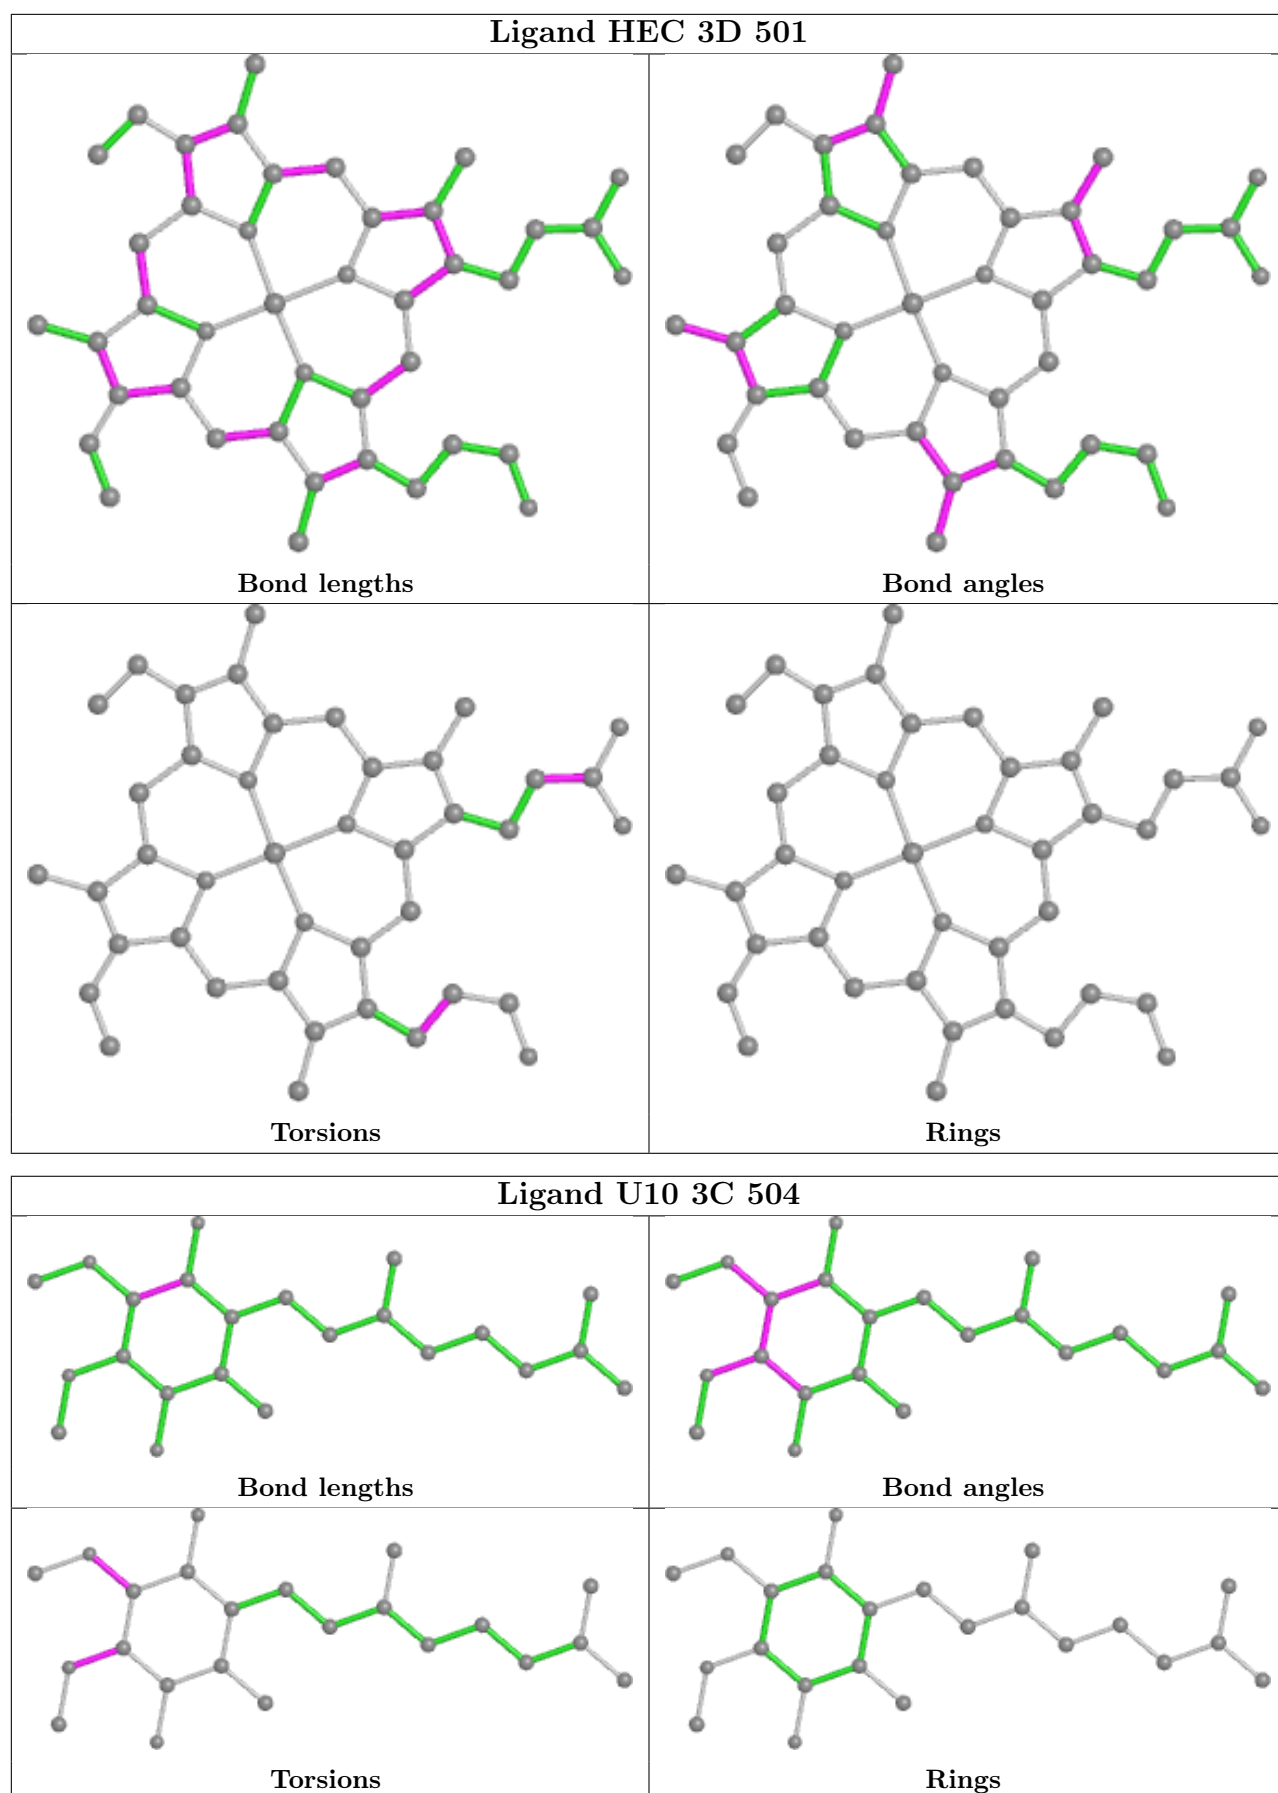 Ligand HEC 3D 501
Bond lengths
Bond angles
Torsions
Rings
Ligand U10 3C 504
Bond lengths
Bond angles
Torsions
Rings